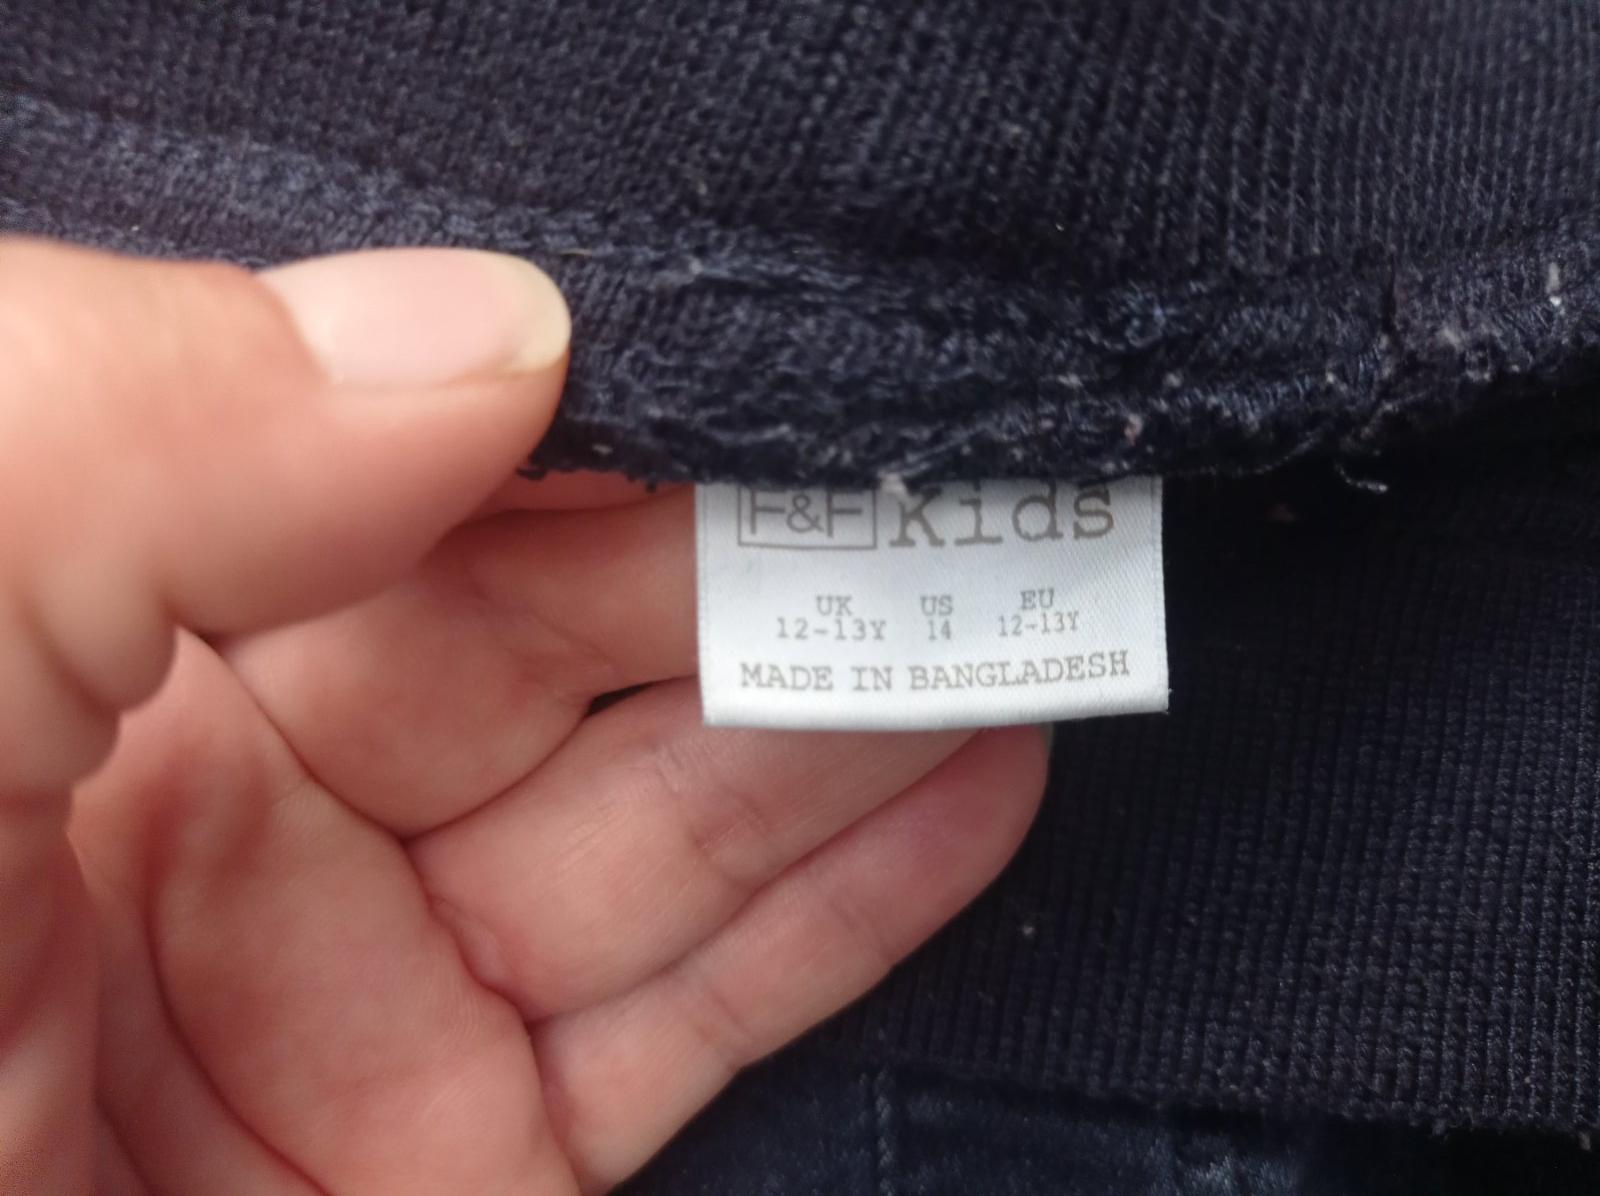 F&F Kids
UK US EU
12-13Y 14 12-13Y
MADE IN BANGLADESH